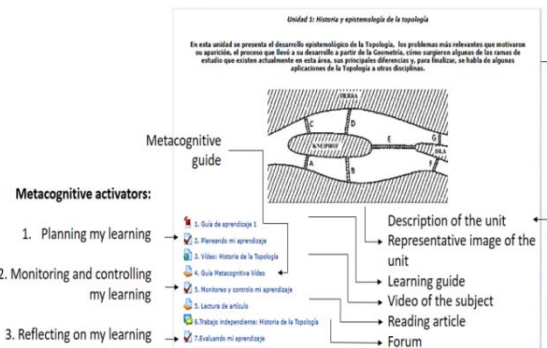 Unidad 1: Historia y epistemología de la topología
En esta unidad se presenta el desarrollo epistemológico de la Topología, los problemas más relevantes que motivaron
su aparición, el proceso que llevó a su desarrollo a partir de la Geometría, cómo surgieron algunas de las ramas de
estudio que existen actualmente en esta área, sus principales diferencias y, para finalizar, se habla de algunas
aplicaciones de la Topología a otras disciplinas.
TIERRA
C
D
E
G
KNEIPHOF
ISLA
A
B
F
Metacognitive
guide
Metacognitive activators:
1. Planning my learning
2. Monitoring and controlling
my learning
3. Reflecting on my learning
1. Guía de aprendizaje 1
2. Planeando mi aprendizaje
3. Vídeo: Historia de la Topología
4. Guía Metacognitiva Vídeo
5. Monitoreo y controlo mi aprendizaje
5. Lectura de artículo
6.Trabajo independiente: Historia de la Topología
7.Evaluando mi aprendizaje
Description of the unit
Representative image of the
unit
Learning guide
Video of the subject
Reading article
Forum